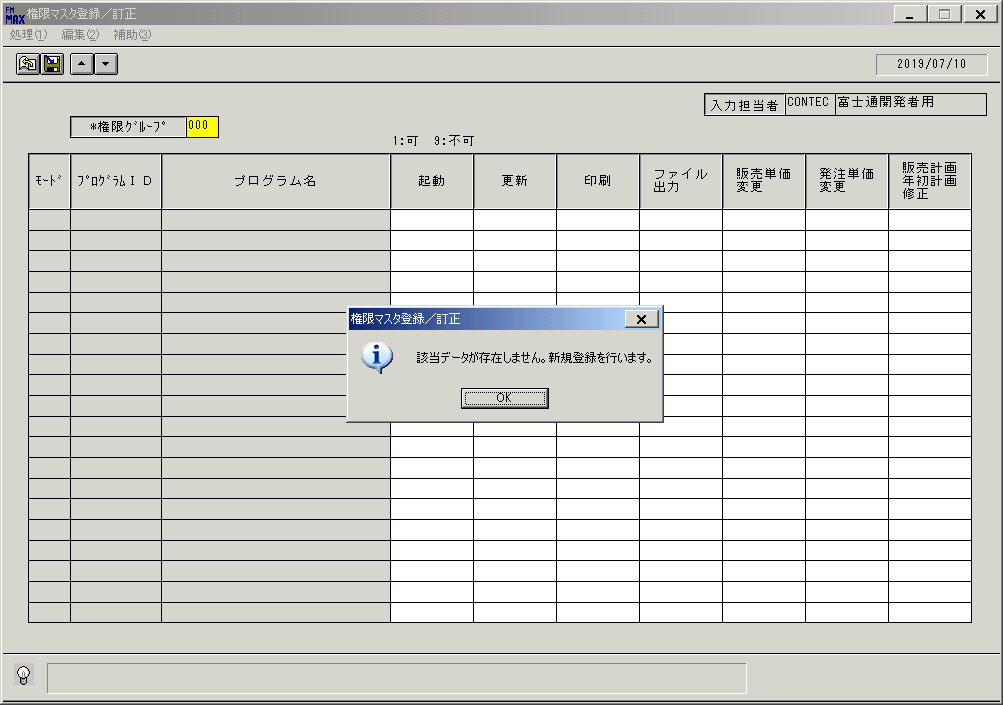 FM
MAX
権限マスタ登録／訂正
処理(1) 編集(2) 補助(3)
2019/07/10
入力担当者 CONTEC 富士通開発者用
*権限ｸﾞﾙｰﾌﾟ 000
1:可 9:不可
ﾓｰﾄﾞ ﾌﾟﾛｸﾞﾗﾑＩＤ プログラム名 起動 更新 印刷
ファイル
出力
販売単価
変更
発注単価
変更
販売計画
年初計画
修正
権限マスタ登録／訂正
該当データが存在しません。新規登録を行います。
OK